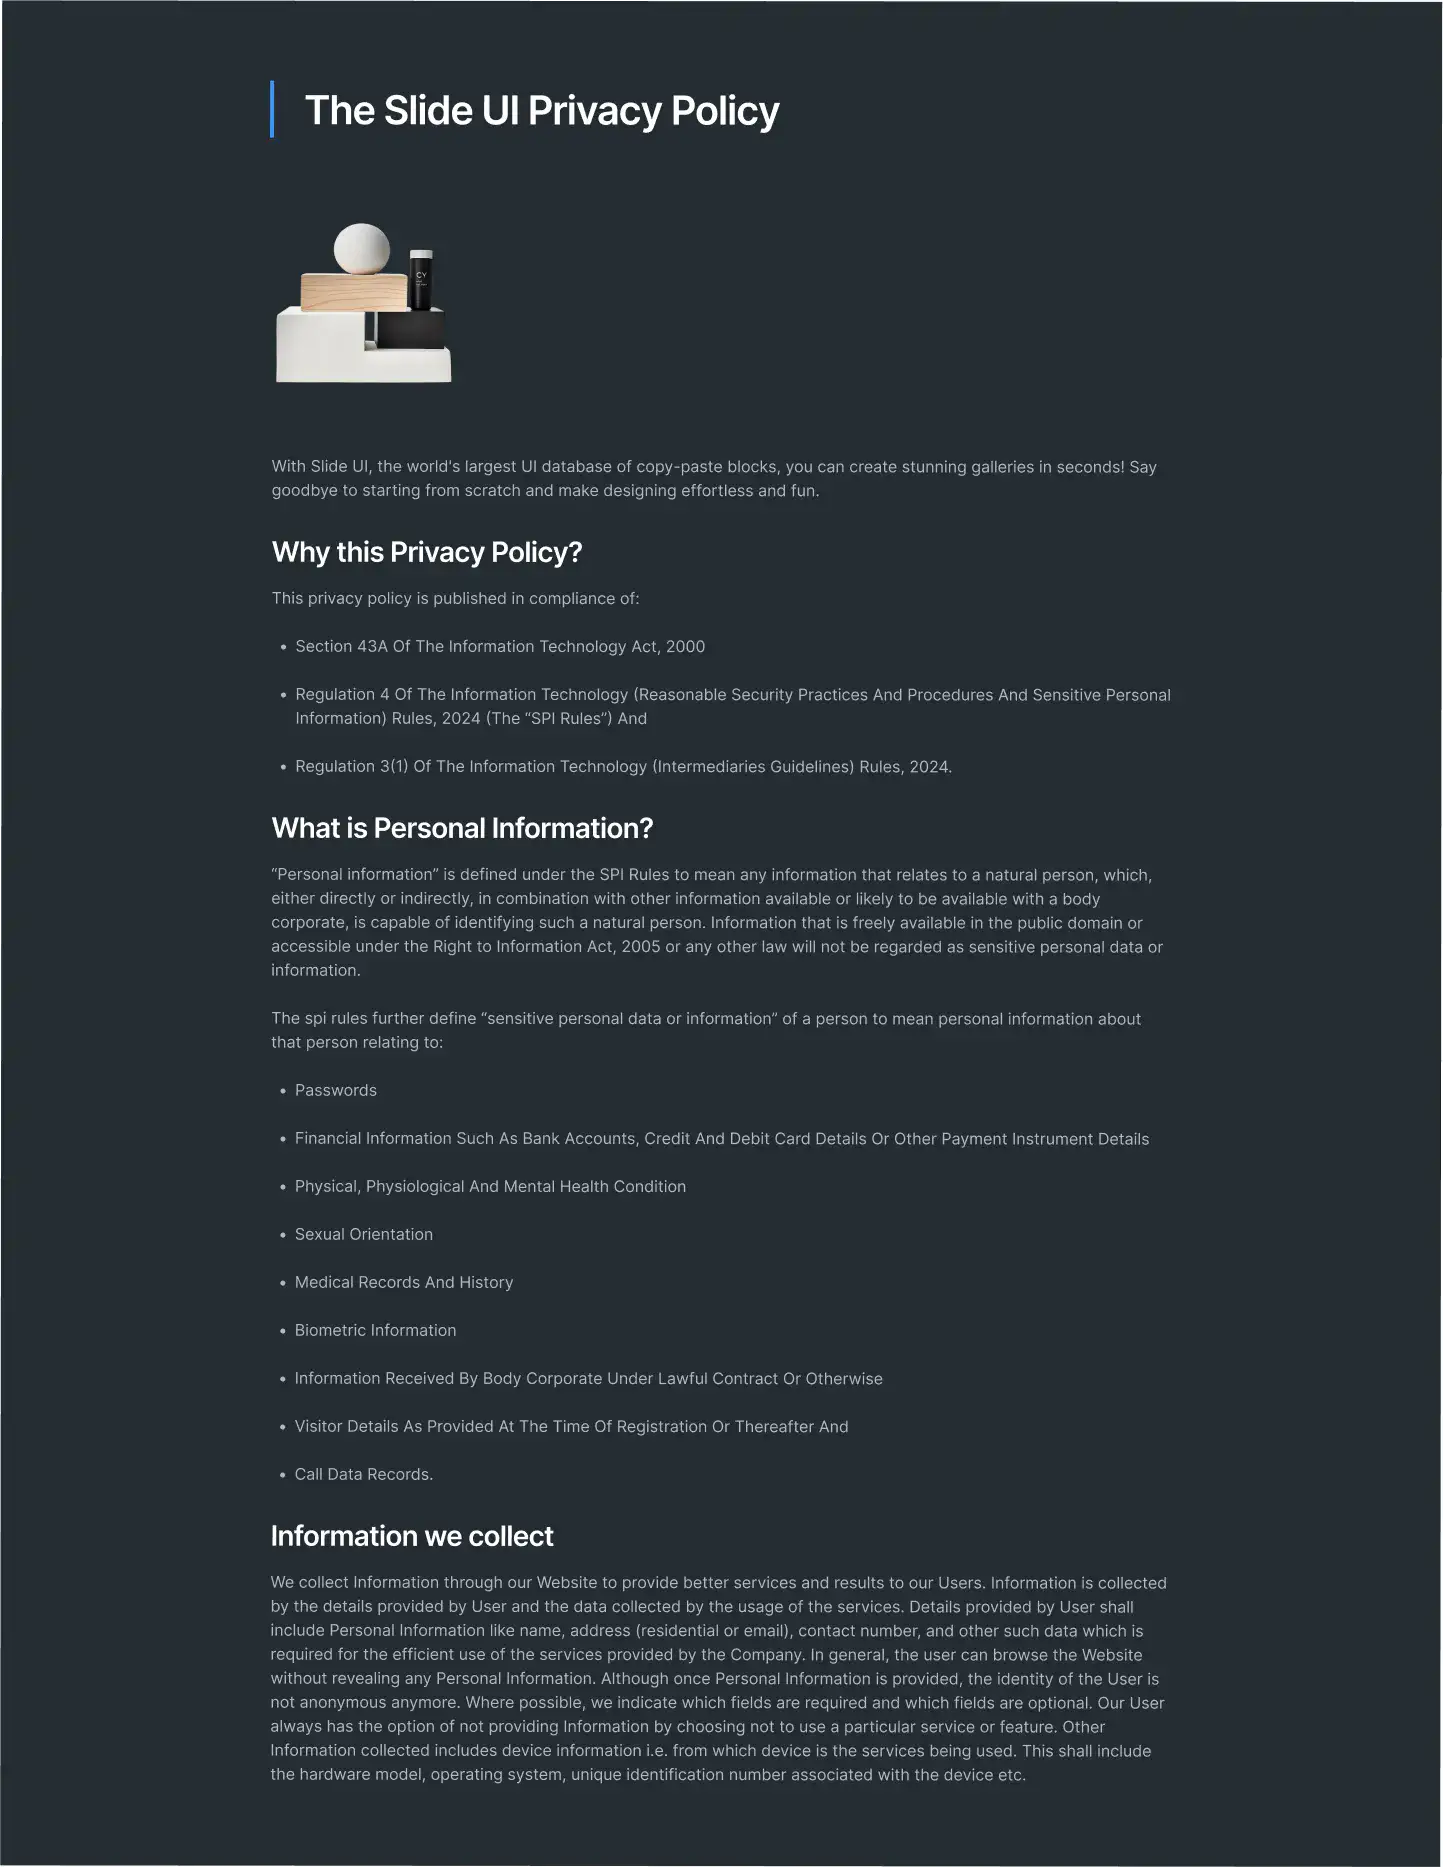 The Slide UI Privacy Policy
CY
With Slide UI, the world's largest UI database of copy-paste blocks, you can create stunning galleries in seconds! Say
goodbye to starting from scratch and make designing effortless and fun.
Why this Privacy Policy?
This privacy policy is published in compliance of:
• Section 43A Of The Information Technology Act, 2000
• Regulation 4 Of The Information Technology (Reasonable Security Practices And Procedures And Sensitive Personal
Information) Rules, 2024 (The “SPI Rules”) And
• Regulation 3(1) Of The Information Technology (Intermediaries Guidelines) Rules, 2024.
What is Personal Information?
“Personal information” is defined under the SPI Rules to mean any information that relates to a natural person, which,
either directly or indirectly, in combination with other information available or likely to be available with a body
corporate, is capable of identifying such a natural person. Information that is freely available in the public domain or
accessible under the Right to Information Act, 2005 or any other law will not be regarded as sensitive personal data or
information.
The spi rules further define “sensitive personal data or information” of a person to mean personal information about
that person relating to:
• Passwords
• Financial Information Such As Bank Accounts, Credit And Debit Card Details Or Other Payment Instrument Details
• Physical, Physiological And Mental Health Condition
• Sexual Orientation
• Medical Records And History
• Biometric Information
• Information Received By Body Corporate Under Lawful Contract Or Otherwise
• Visitor Details As Provided At The Time Of Registration Or Thereafter And
• Call Data Records.
Information we collect
We collect Information through our Website to provide better services and results to our Users. Information is collected
by the details provided by User and the data collected by the usage of the services. Details provided by User shall
include Personal Information like name, address (residential or email), contact number, and other such data which is
required for the efficient use of the services provided by the Company. In general, the user can browse the Website
without revealing any Personal Information. Although once Personal Information is provided, the identity of the User is
not anonymous anymore. Where possible, we indicate which fields are required and which fields are optional. Our User
always has the option of not providing Information by choosing not to use a particular service or feature. Other
Information collected includes device information i.e. from which device is the services being used. This shall include
the hardware model, operating system, unique identification number associated with the device etc.